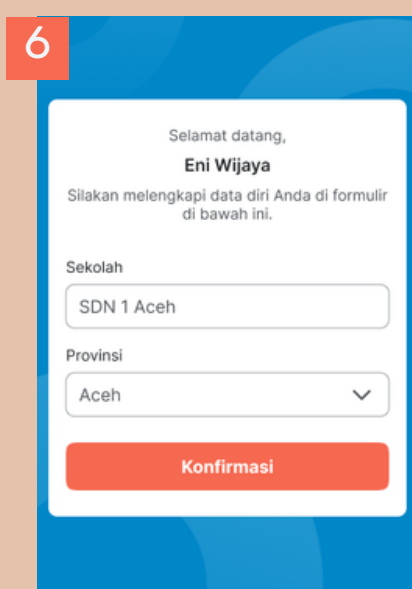 6
Selamat datang,
Eni Wijaya
Silakan melengkapi data diri Anda di formulir
di bawah ini.
Sekolah
SDN 1 Aceh
Provinsi
Aceh
Konfirmasi